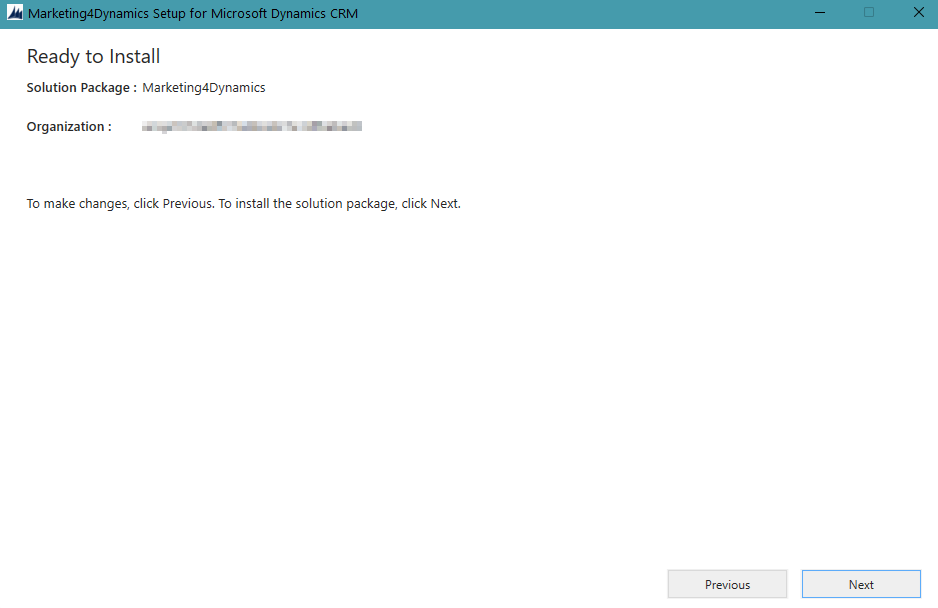 Marketing4Dynamics Setup for Microsoft Dynamics CRM
Ready to Install
Solution Package : Marketing4Dynamics
Organization :
To make changes, click Previous. To install the solution package, click Next.
Previous Next